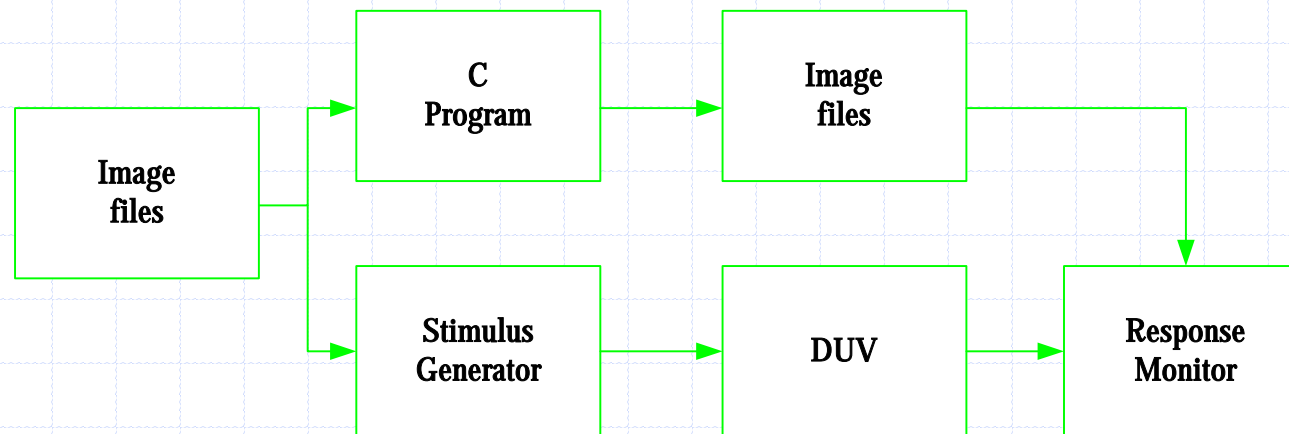 C
Program
Image
files
Image
files
Stimulus
Generator
DUV
Response
Monitor